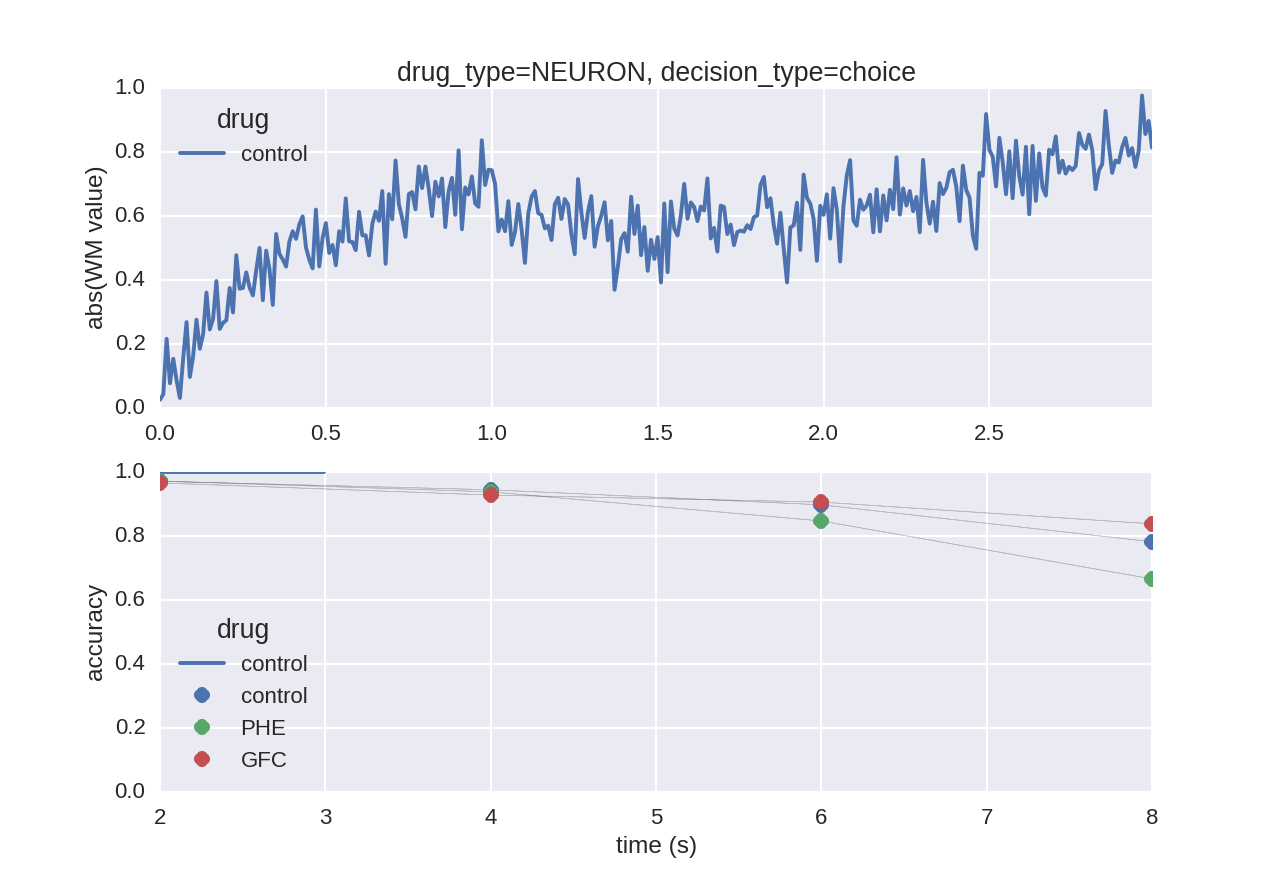 drug_type=NEURON, decision_type=choice
1.0
0.8
0.6
0.4
0.2
0.0
abs(WM value)
drug
control
0.0 0.5 1.0 1.5 2.0 2.5
1.0
0.8
0.6
0.4
0.2
0.0
accuracy
drug
control
control
PHE
GFC
2 3 4 5 6 7 8
time (s)